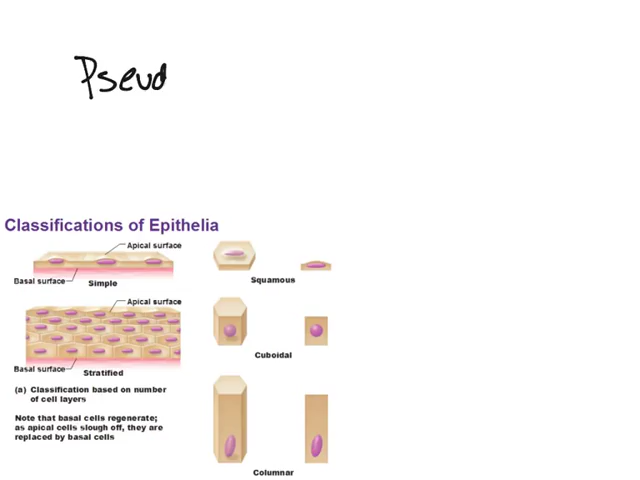 Pseud
Classifications of Epithelia
Apical surface
Basal surface
Simple
Squamous
Apical surface
Cuboidal
Basal surface
Stratified
(a) Classification based on number
of cell layers
Note that basal cells regenerate;
as apical cells slough off, they are
replaced by basal cells
Columnar